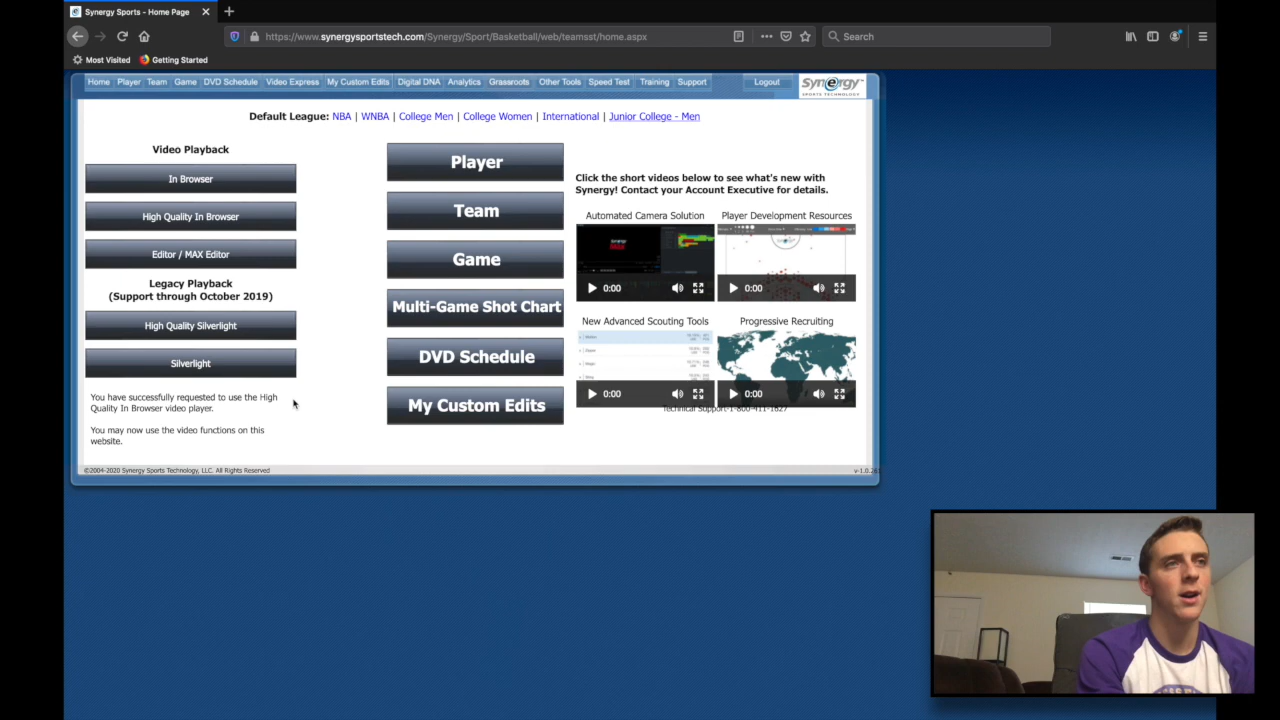 Synergy Sports - Home Page
https://www.synergysportstech.com/Synergy/Sport/Basketball/web/teamsst/home.aspx
Search
Most Visited
Getting Started
Home Player Team Game DVD Schedule Video Express My Custom Edits Digital DNA Analytics Grassroots Other Tools Speed Test Training Support Logout
Synergy
SPORTS TECHNOLOGY
Default League: NBA | WNBA | College Men | College Women | International | Junior College - Men
Video Playback
In Browser
High Quality In Browser
Editor / MAX Editor
Legacy Playback
(Support through October 2019)
High Quality Silverlight
Silverlight
You have successfully requested to use the High
Quality In Browser video player.
You may now use the video functions on this
website.
Player
Team
Game
Multi-Game Shot Chart
DVD Schedule
My Custom Edits
Click the short videos below to see what's new with
Synergy! Contact your Account Executive for details.
Automated Camera Solution
Player Development Resources
0:00
0:00
New Advanced Scouting Tools
Progressive Recruiting
0:00
0:00
Technical Support-1-800-411-1627
©2004-2020 Synergy Sports Technology, LLC. All Rights Reserved